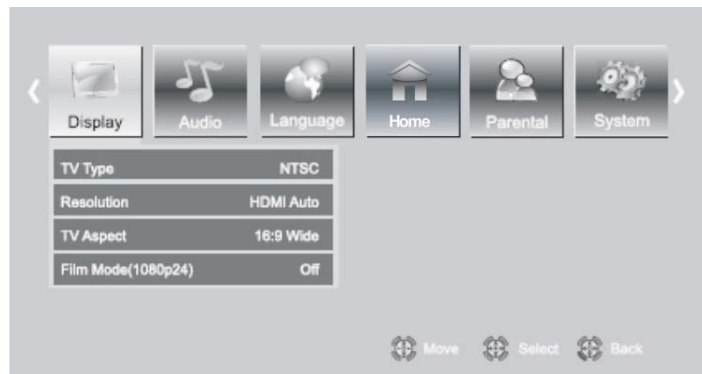 Display Audio Language Home Parental System
TV Type NTSC
Resolution HDMI Auto
TV Aspect 16:9 Wide
Film Mode(1080p24) Off
Move Select Back